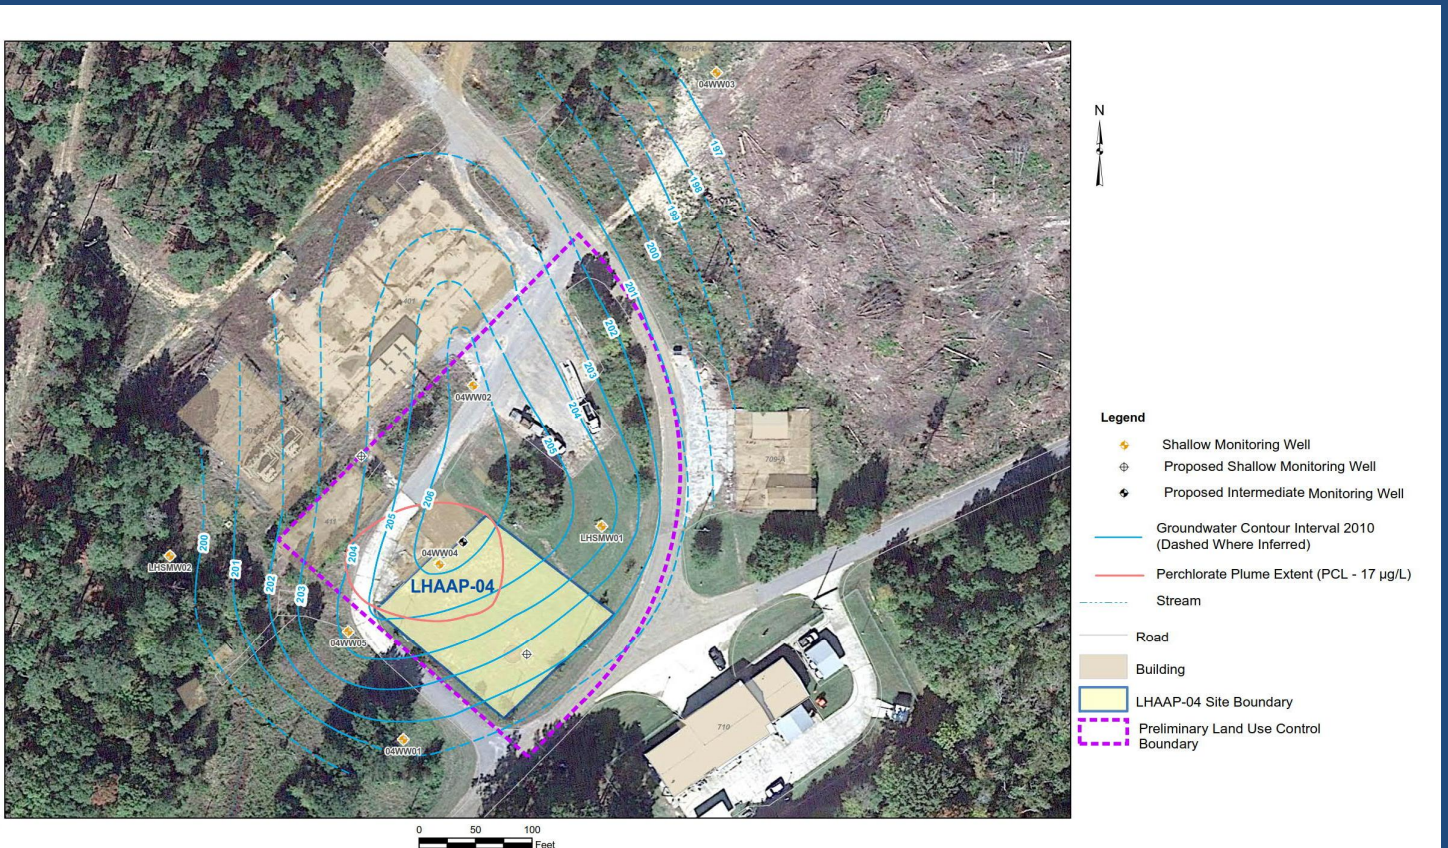 04WW03
N
197
198
199
200
201
202
203
204
205
401
04WW02
206
205
204
411
04WW04
LHSMW01
LHSMW02
200
201
202
203
LHAAP-04
04WW05
04WW01
709-A
710
Legend
Shallow Monitoring Well
Proposed Shallow Monitoring Well
Proposed Intermediate Monitoring Well
Groundwater Contour Interval 2010
(Dashed Where Inferred)
Perchlorate Plume Extent (PCL - 17 µg/L)
Stream
Road
Building
LHAAP-04 Site Boundary
Preliminary Land Use Control
Boundary
0 50 100
Feet